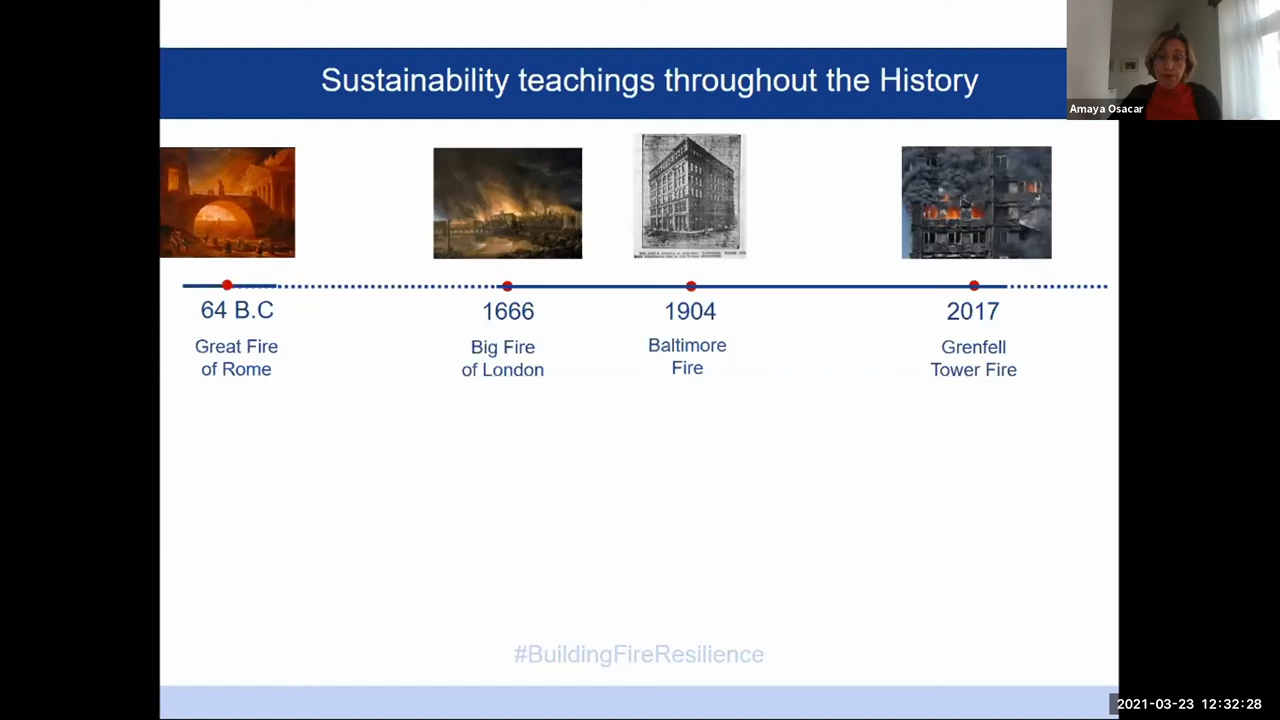 Sustainability teachings throughout the History
Amaya Osacar
64 B.C
Great Fire
of Rome
1666
Big Fire
of London
1904
Baltimore
Fire
2017
Grenfell
Tower Fire
#BuildingFireResilience
2021-03-23 12:32:28